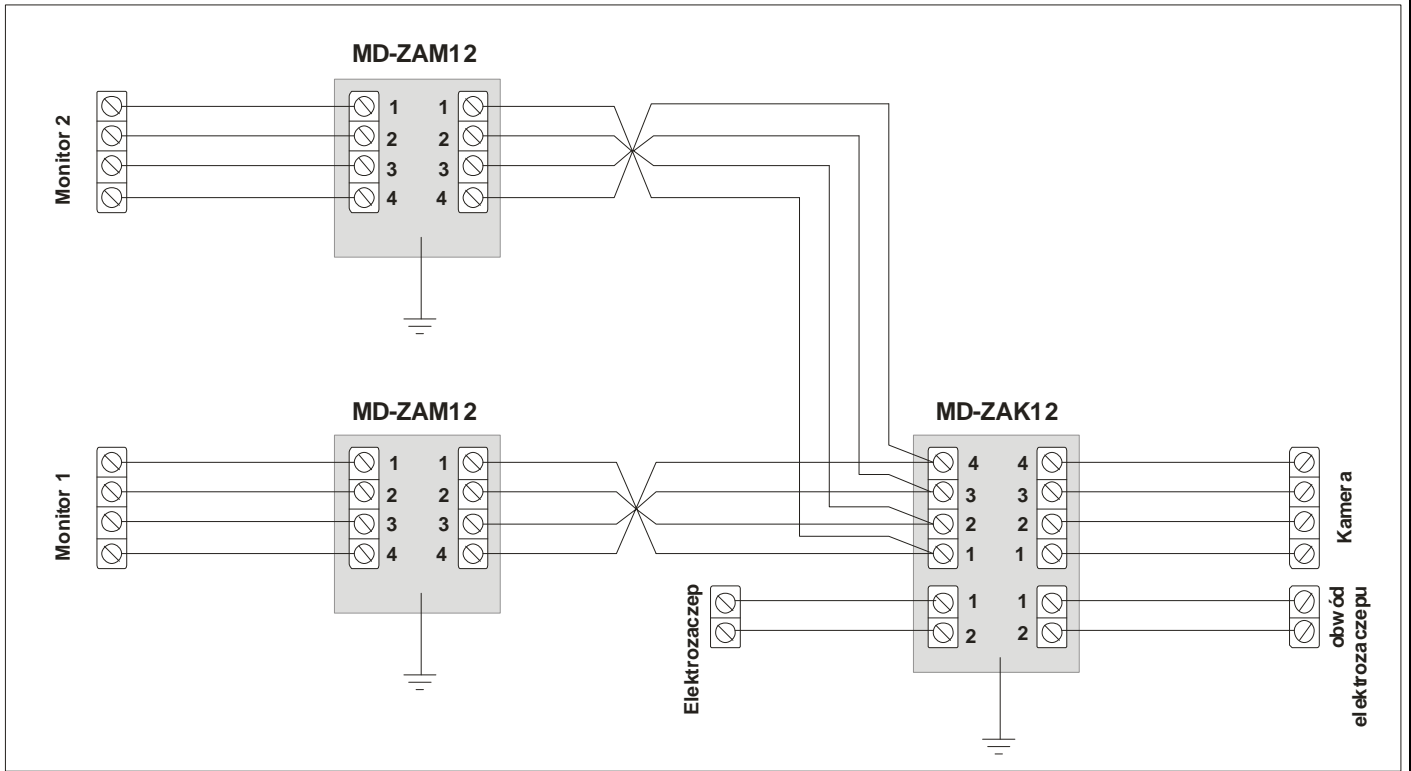 MD-ZAM12
Monitor 2
1 1
2 2
3 3
4 4
MD-ZAM12
Monitor 1
1 1
2 2
3 3
4 4
MD-ZAK12
4 4
3 3
2 2
1 1
Kamera
Elektrozaczep
1 1
2 2
obwód
elektrozaczepu